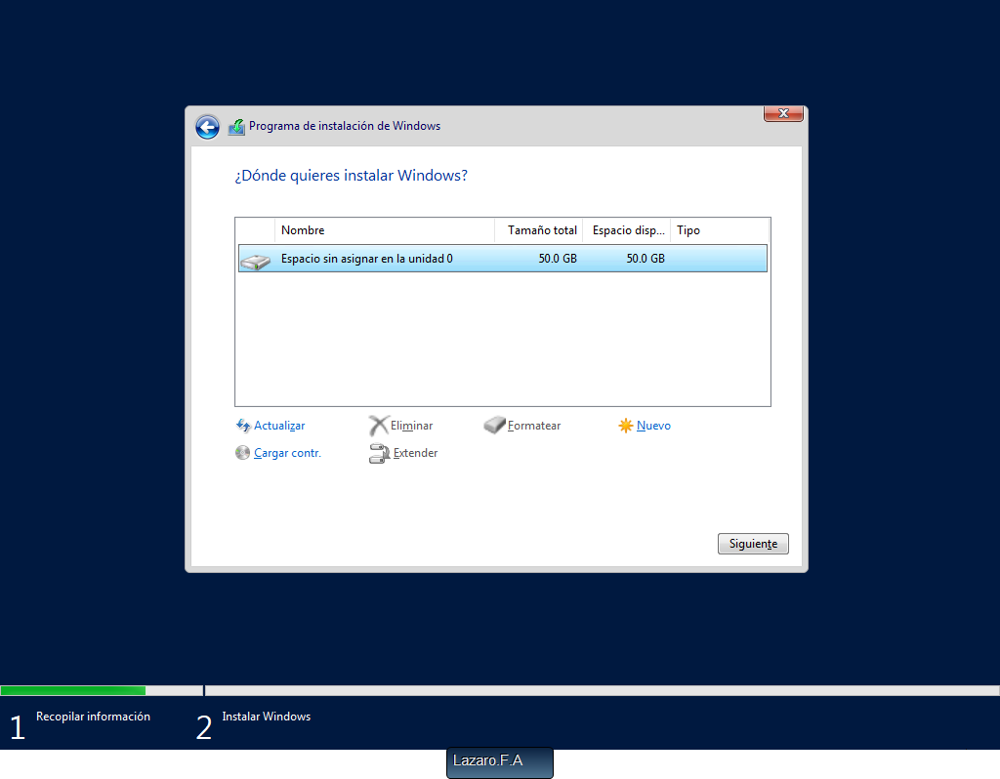 Programa de instalación de Windows
¿Dónde quieres instalar Windows?
Nombre Tamaño total Espacio disp... Tipo
Espacio sin asignar en la unidad 0 50.0 GB 50.0 GB
Actualizar Eliminar Formatear Nuevo
Cargar contr. Extender
Siguiente
1 Recopilar información 2 Instalar Windows
Lazaro.F.A